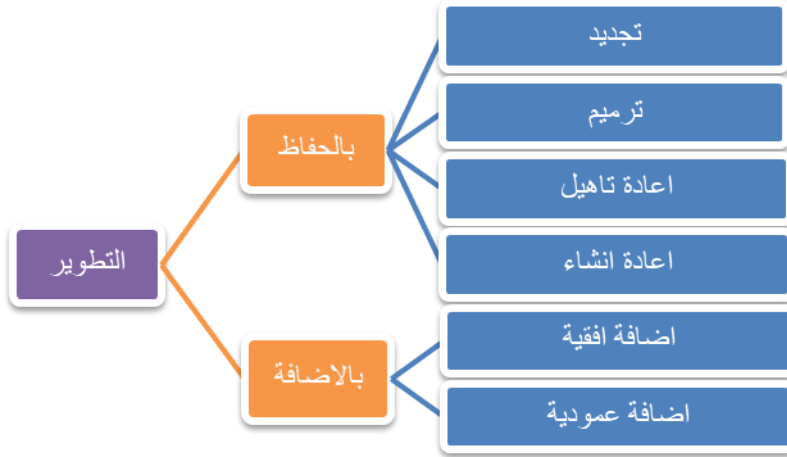 التطوير
بالحفاظ
تجديد
ترميم
اعادة تاهيل
اعادة انشاء
بالاضافة
اضافة افقية
اضافة عمودية